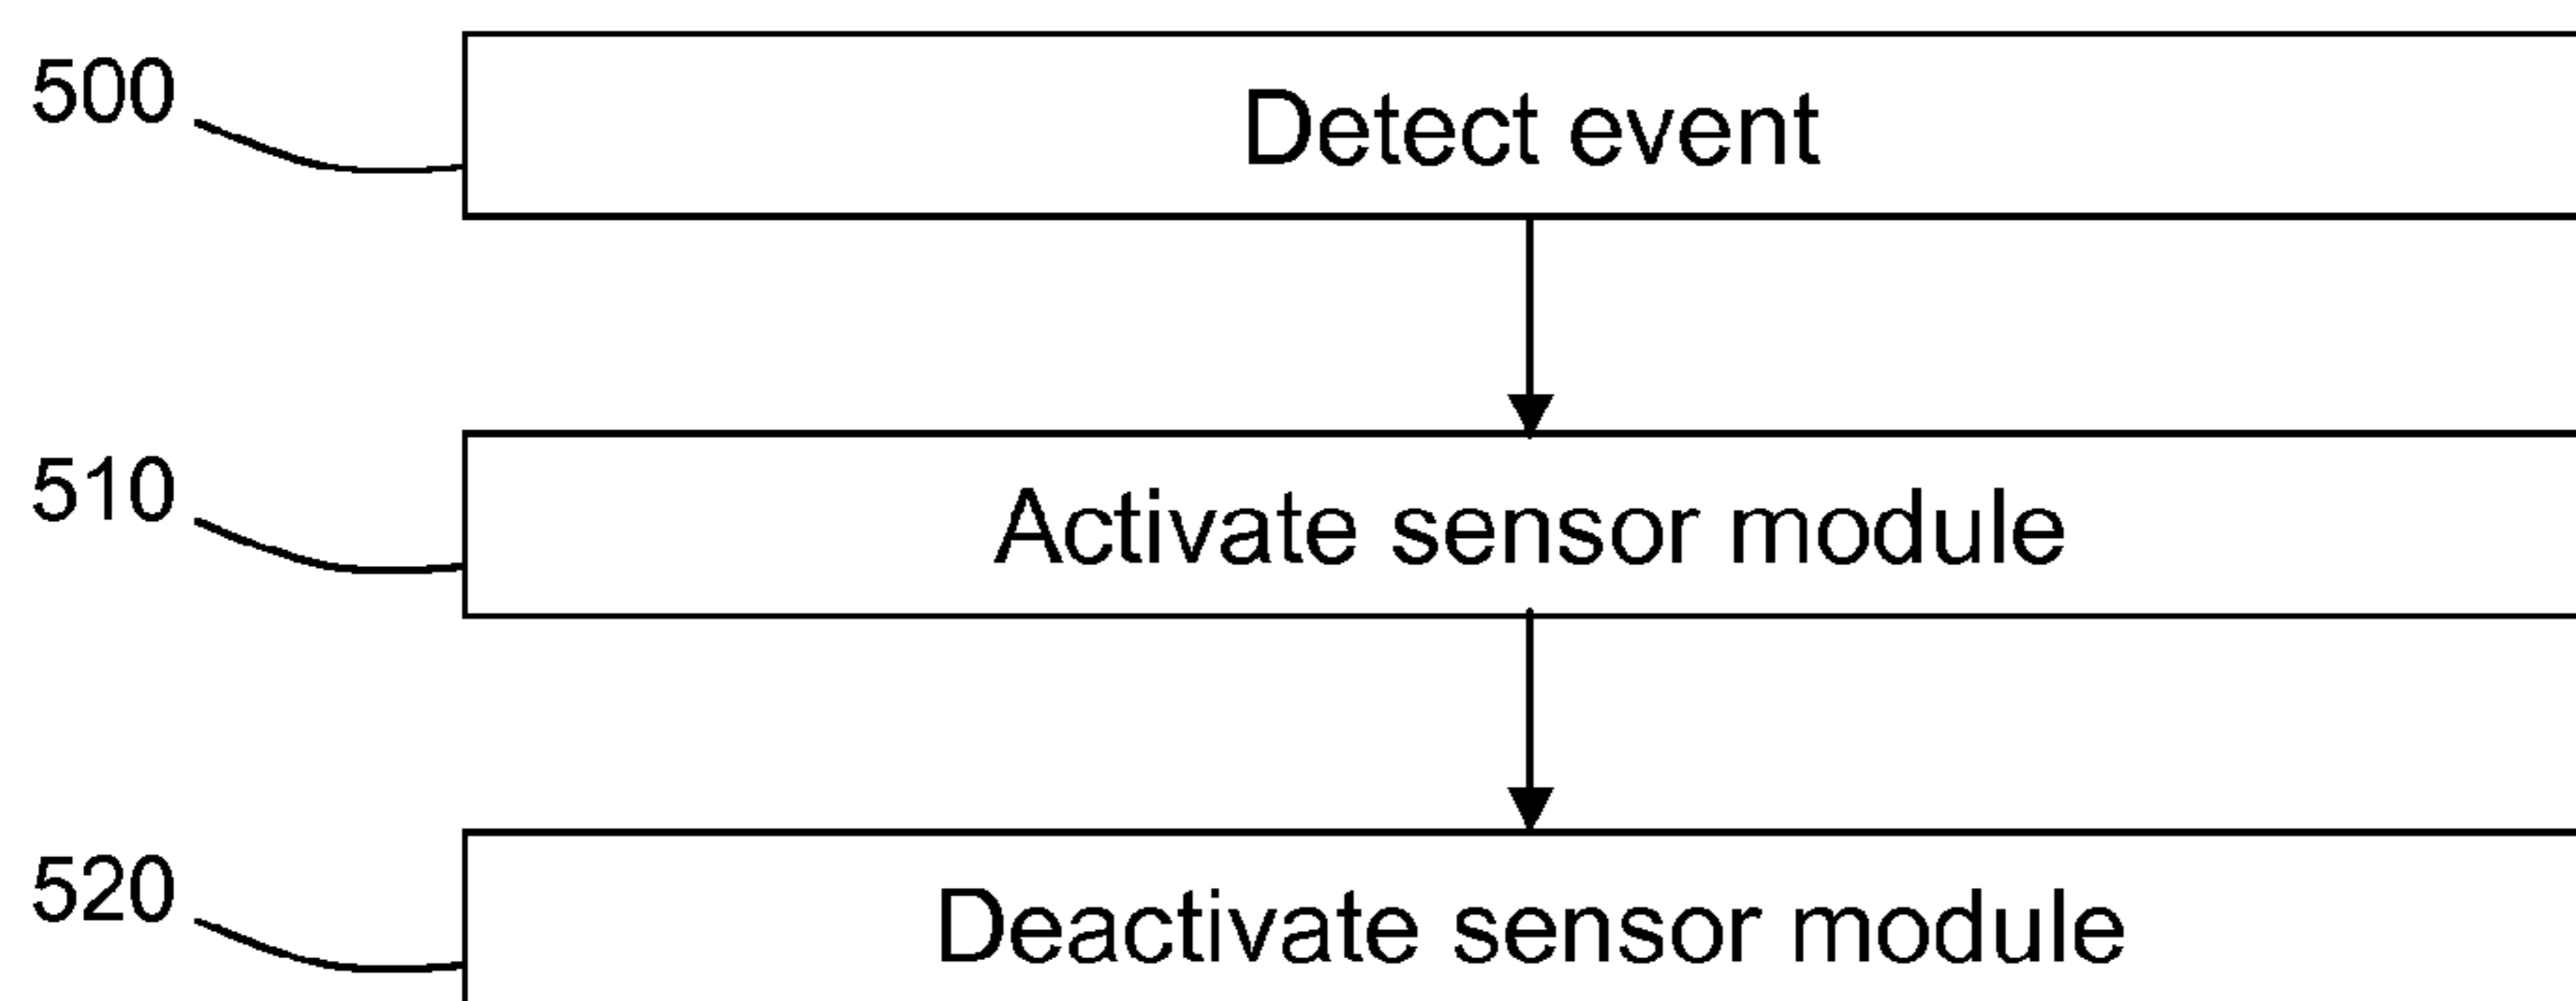 500
Detect event
510
Activate sensor module
520
Deactivate sensor module